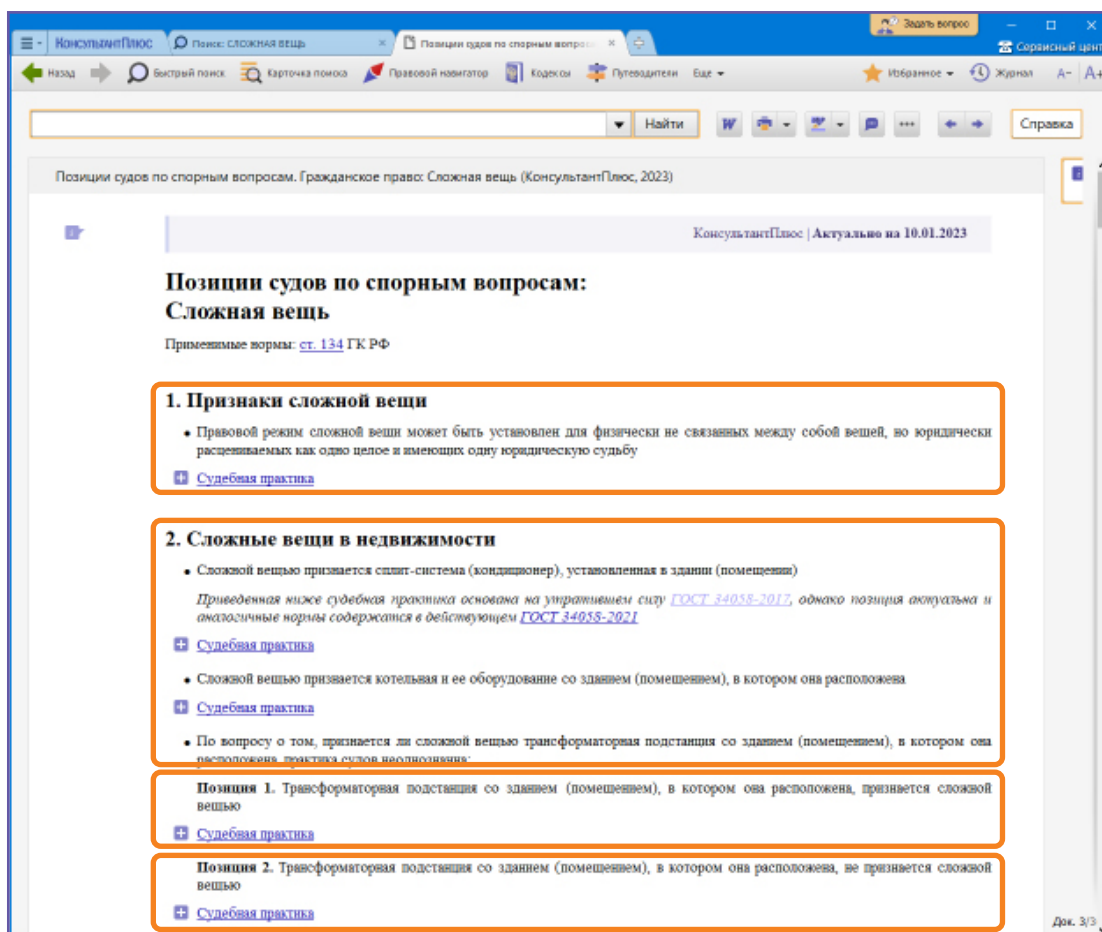 Задать вопрос
КонсультантПлюс
Поиск: СЛОЖНАЯ ВЕЩЬ
Позиции судов по спорным вопро
Сервисный цент
Назад
Быстрый поиск
Карточка поиска
Правовой навигатор
Кодексы
Путеводители
Еще
Избранное
Журнал
A- A+
Найти
W
Справка
Позиции судов по спорным вопросам. Гражданское право: Сложная вещь (КонсультантПлюс, 2023)
i
КонсультантПлюс | Актуально на 10.01.2023
Позиции судов по спорным вопросам:
Сложная вещь
Применимые нормы: ст. 134 ГК РФ
1. Признаки сложной вещи
• Правовой режим сложной вещи может быть установлен для физически не связанных между собой вещей, но юридически
расцениваемых как одно целое и имеющих одну юридическую судьбу
Судебная практика
2. Сложные вещи в недвижимости
• Сложной вещью признается сплит-система (кондиционер), установленная в здании (помещении)
Приведенная ниже судебная практика основана на утратившем силу ГОСТ 34058-2017, однако позиция актуальна и
аналогичные нормы содержатся в действующем ГОСТ 34058-2021
Судебная практика
• Сложной вещью признается котельная и ее оборудование со зданием (помещением), в котором она расположена
Судебная практика
• По вопросу о том, признается ли сложной вещью трансформаторная подстанция со зданием (помещением), в котором она
расположена, практика судов неоднозначна:
Позиция 1. Трансформаторная подстанция со зданием (помещением), в котором она расположена, признается сложной
вещью
Судебная практика
Позиция 2. Трансформаторная подстанция со зданием (помещением), в котором она расположена, не признается сложной
вещью
Судебная практика
Док. 3/3